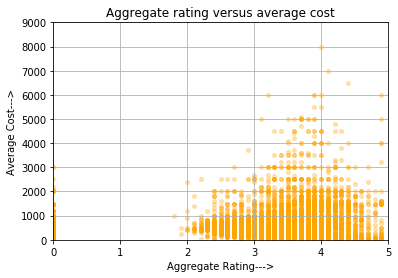 Aggregate rating versus average cost
9000
8000
7000
6000
5000
4000
3000
2000
1000
0
Average Cost--->
0 1 2 3 4 5
Aggregate Rating--->